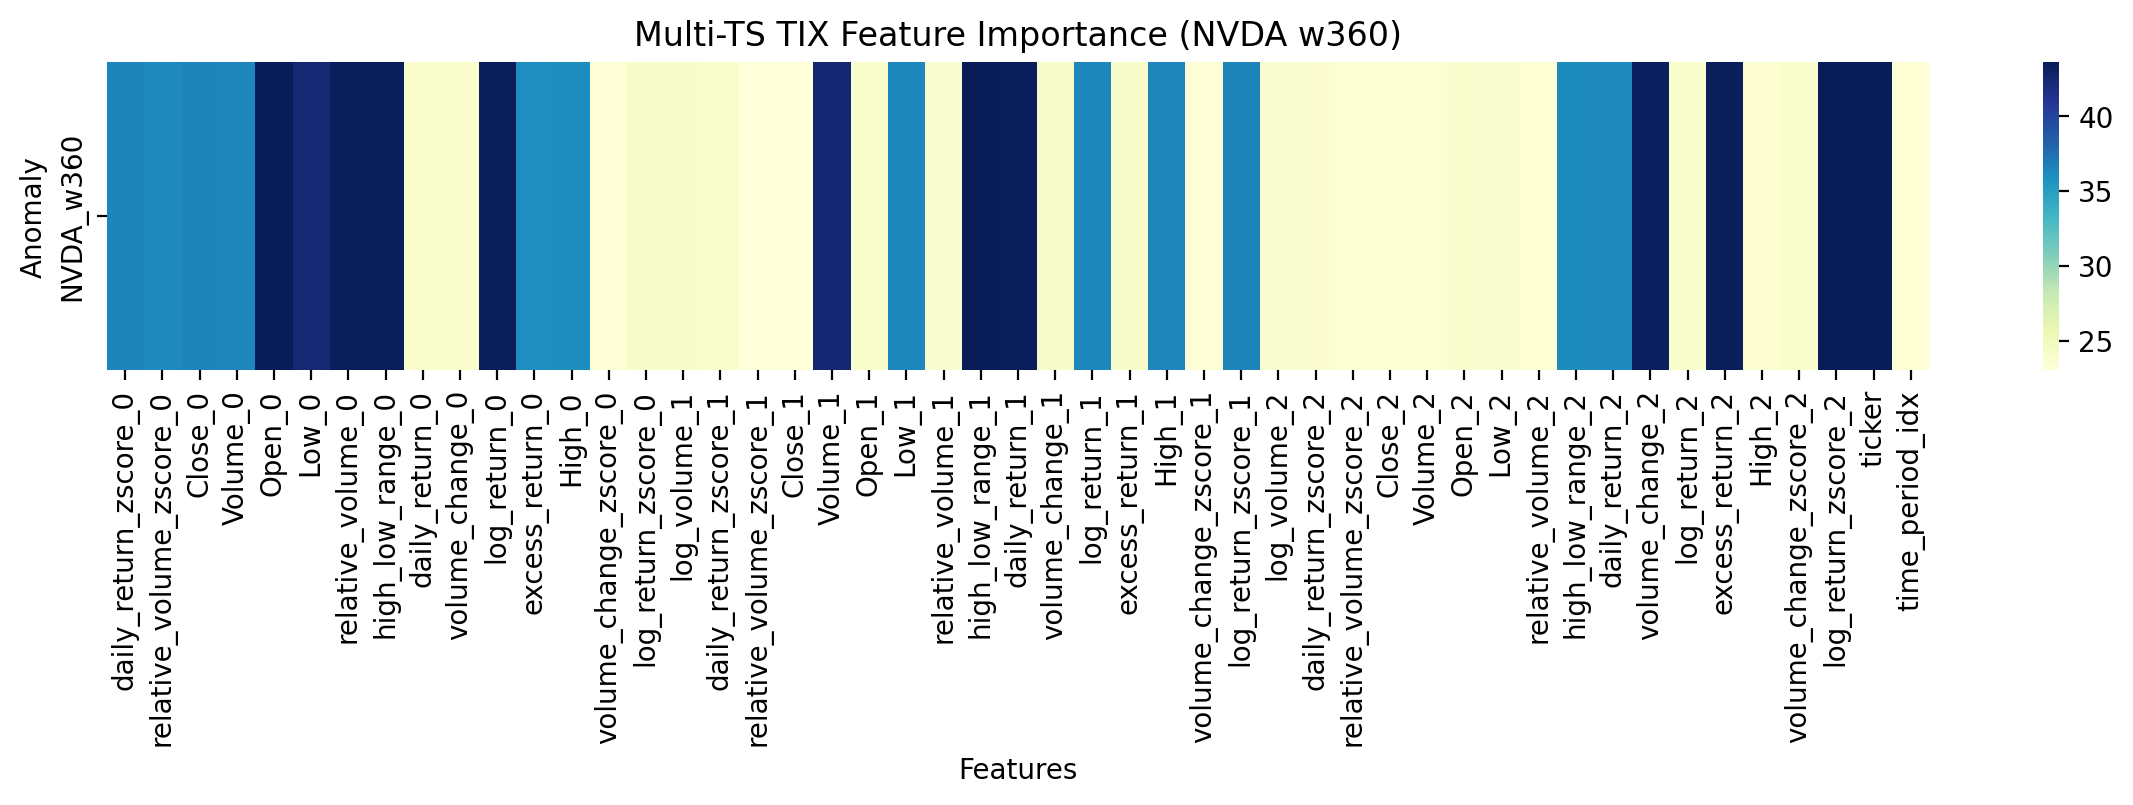 Multi-TS TIX Feature Importance (NVDA w360)
Anomaly
NVDA_w360
40
35
30
25
daily_return_zscore_0
relative_volume_zscore_0
Close_0
Volume_0
Open_0
Low_0
relative_volume_0
high_low_range_0
daily_return_0
volume_change_0
log_return_0
excess_return_0
High_0
volume_change_zscore_0
log_return_zscore_0
log_volume_1
daily_return_zscore_1
relative_volume_zscore_1
Close_1
Volume_1
Open_1
Low_1
relative_volume_1
high_low_range_1
daily_return_1
volume_change_1
log_return_1
excess_return_1
High_1
volume_change_zscore_1
log_return_zscore_1
log_volume_2
daily_return_zscore_2
relative_volume_zscore_2
Close_2
Volume_2
Open_2
Low_2
relative_volume_2
high_low_range_2
daily_return_2
volume_change_2
log_return_2
excess_return_2
High_2
volume_change_zscore_2
log_return_zscore_2
ticker
time_period_idx
Features